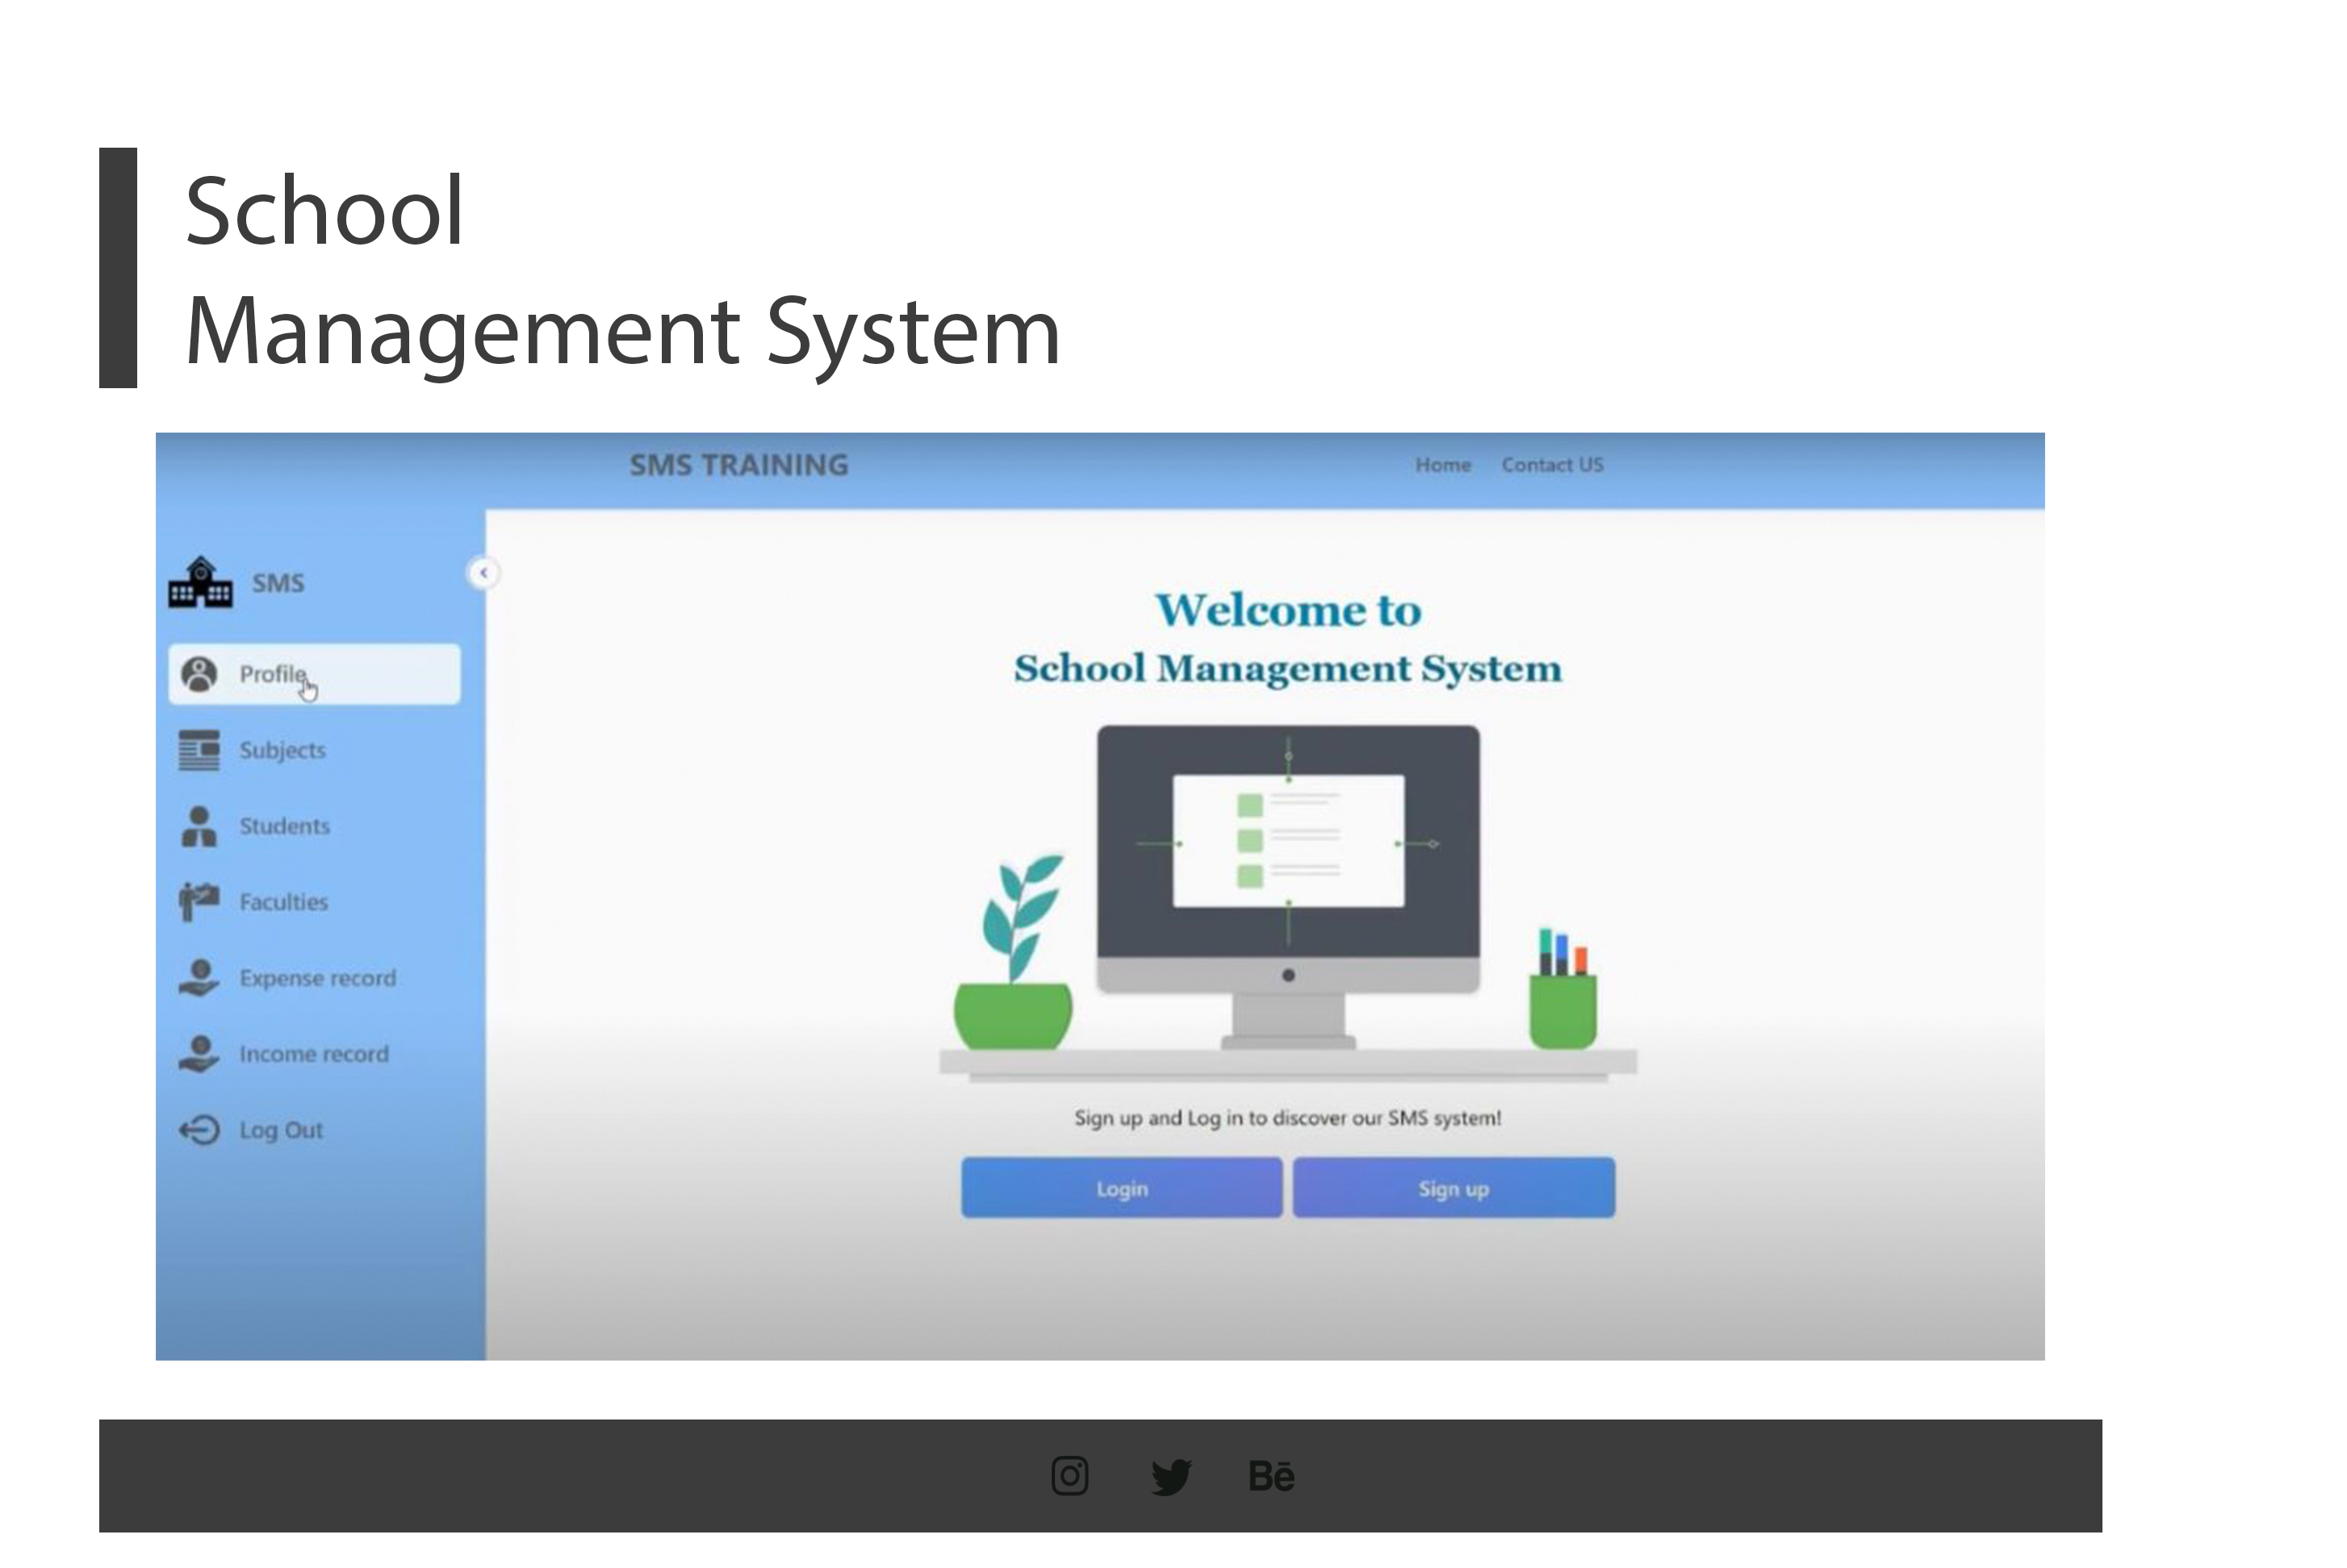 School
Management System
SMS TRAINING
Home
Contact US
SMS
Profile
Subjects
Students
Faculties
Expense record
Income record
Log Out
Welcome to
School Management System
Sign up and Log in to discover our SMS system!
Login
Sign up
Bē